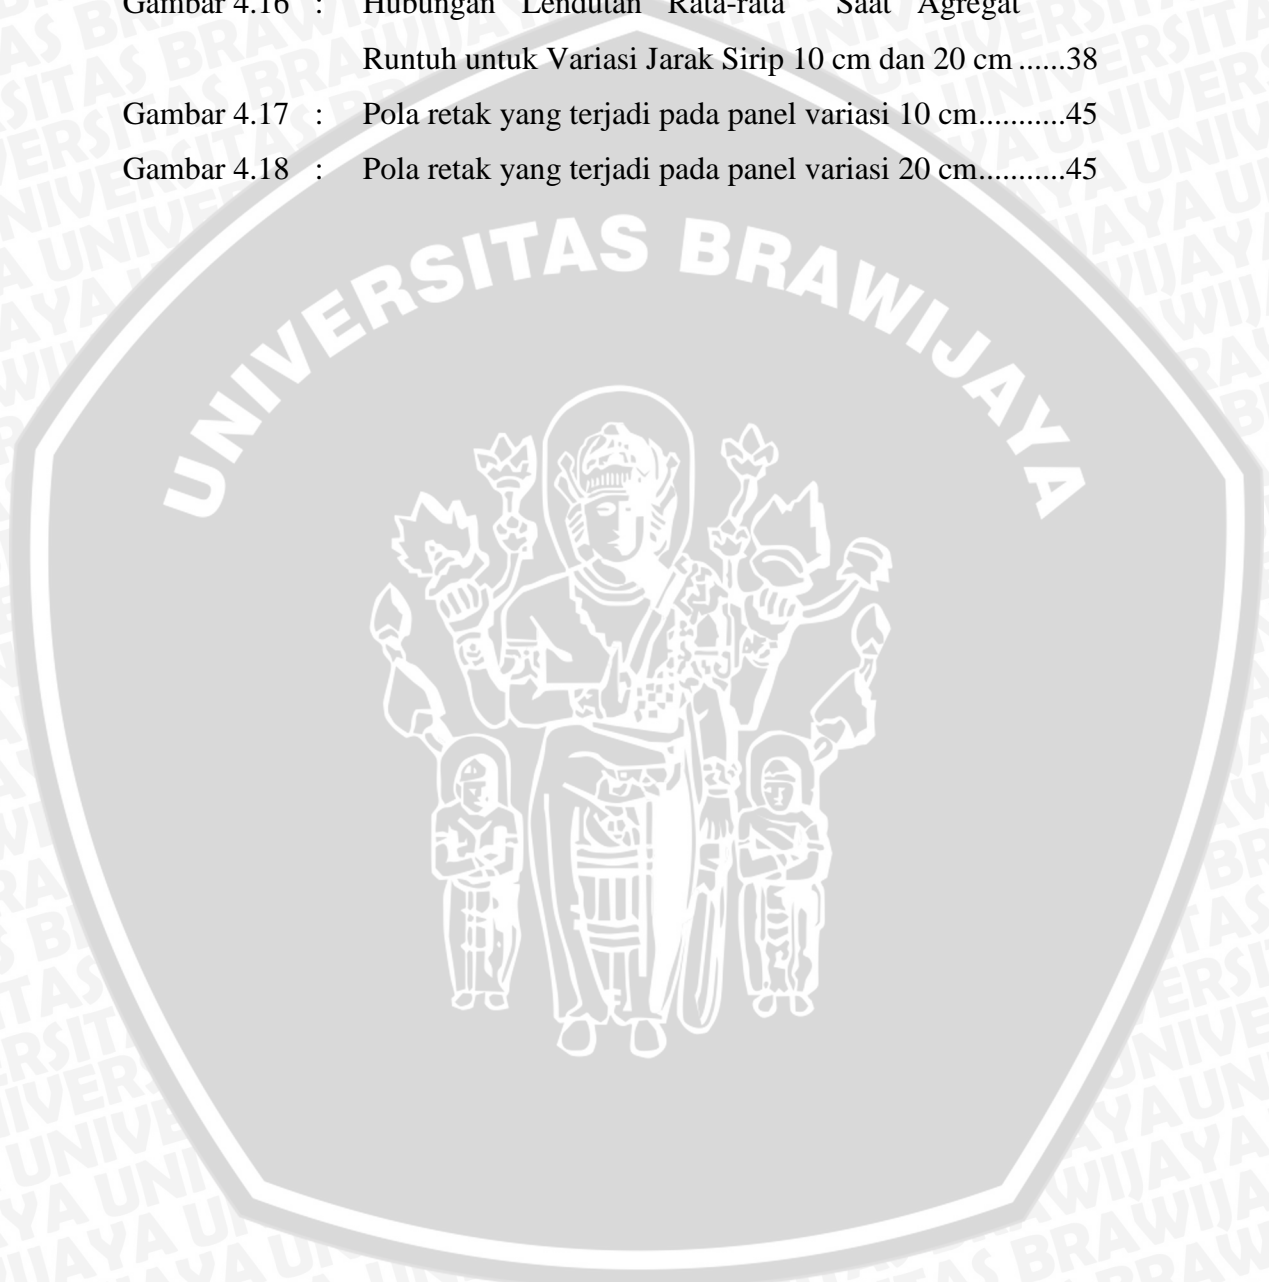 Gambar 4.16 : Hubungan Lendutan Rata-rata Saat Agregat
Runtuh untuk Variasi Jarak Sirip 10 cm dan 20 cm ......38
Gambar 4.17 : Pola retak yang terjadi pada panel variasi 10 cm...........45
Gambar 4.18 : Pola retak yang terjadi pada panel variasi 20 cm...........45
UNIVERSITAS BRAWIJAYA